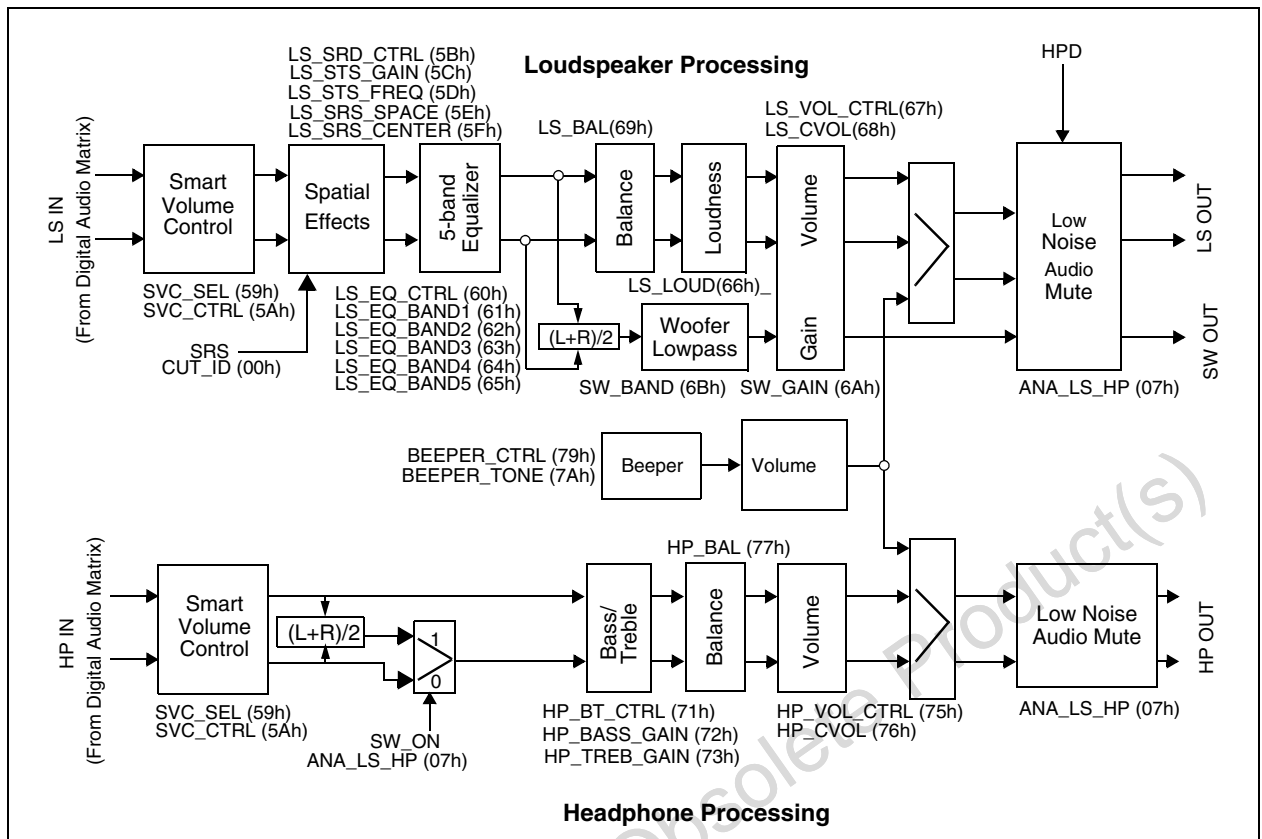 Loudspeaker Processing
HPD
LS_SRD_CTRL (5Bh)
LS_STS_GAIN (5Ch)
LS_STS_FREQ (5Dh)
LS_SRS_SPACE (5Eh)
LS_SRS_CENTER (5Fh)
LS_BAL(69h)
LS_VOL_CTRL(67h)
LS_CVOL(68h)
LS IN
(From Digital Audio Matrix)
Smart
Volume
Control
Spatial
Effects
5-band
Equalizer
Balance
Loudness
Volume
Gain
Low
Noise
Audio
Mute
LS OUT
SW OUT
SVC_SEL (59h)
SVC_CTRL (5Ah)
SRS
CUT_ID (00h)
LS_EQ_CTRL (60h)
LS_EQ_BAND1 (61h)
LS_EQ_BAND2 (62h)
LS_EQ_BAND3 (63h)
LS_EQ_BAND4 (64h)
LS_EQ_BAND5 (65h)
LS_LOUD(66h)_
(L+R)/2
Woofer
Lowpass
SW_BAND (6Bh)
SW_GAIN (6Ah)
ANA_LS_HP (07h)
BEEPER_CTRL (79h)
BEEPER_TONE (7Ah)
Beeper
Volume
HP IN
(From Digital Audio Matrix)
Smart
Volume
Control
(L+R)/2
1
0
HP_BAL (77h)
Bass/
Treble
Balance
Volume
Low Noise
Audio Mute
HP OUT
SVC_SEL (59h)
SVC_CTRL (5Ah)
SW_ON
ANA_LS_HP (07h)
HP_BT_CTRL (71h)
HP_BASS_GAIN (72h)
HP_TREB_GAIN (73h)
HP_VOL_CTRL (75h)
HP_CVOL (76h)
ANA_LS_HP (07h)
Headphone Processing
Obsolete Product(s)